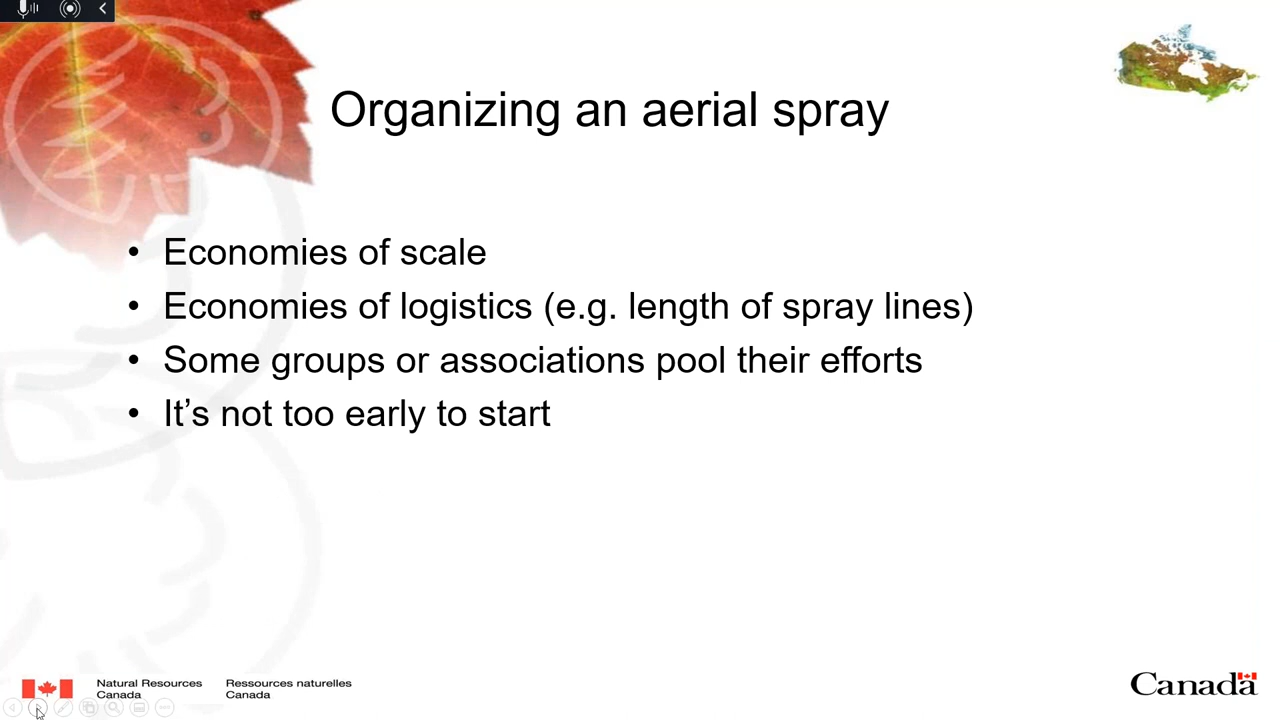 Organizing an aerial spray
• Economies of scale
• Economies of logistics (e.g. length of spray lines)
• Some groups or associations pool their efforts
• It’s not too early to start
Natural Resources
Canada
Ressources naturelles
Canada
Canada